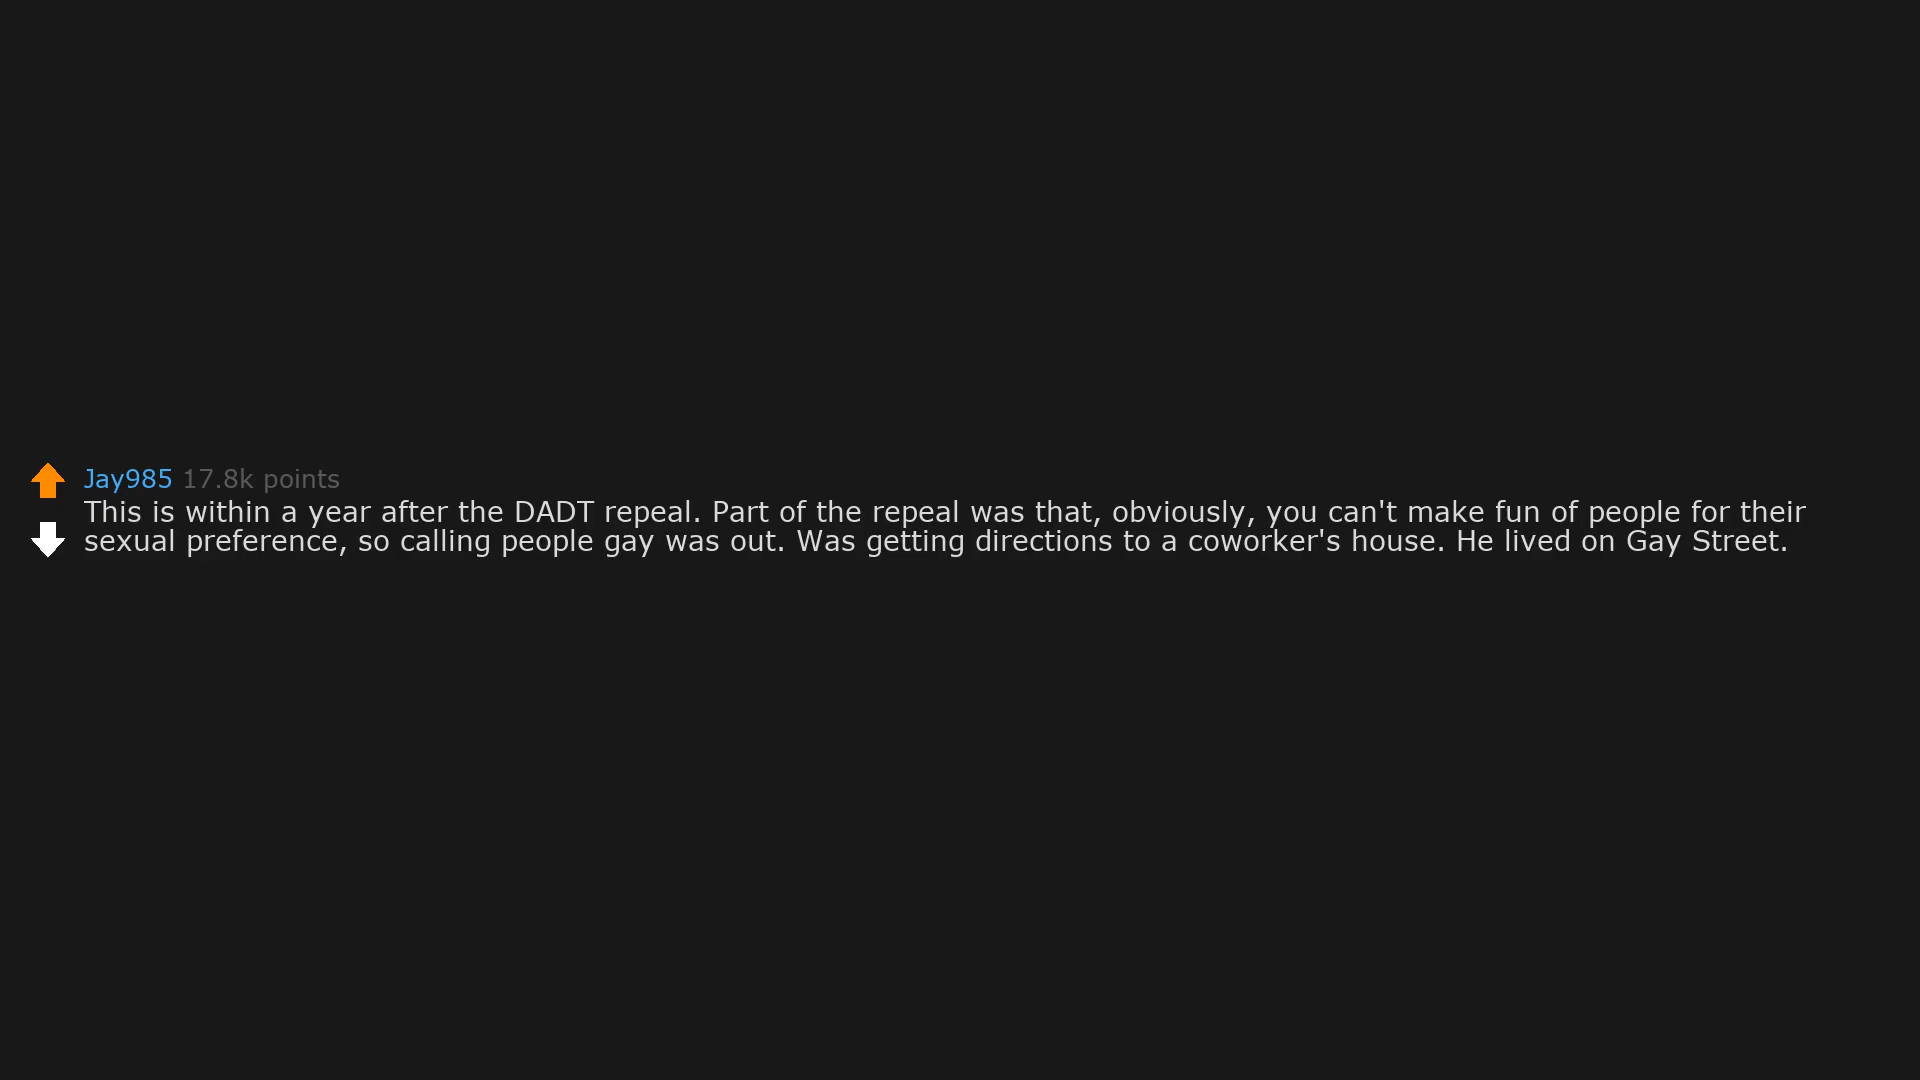 Jay985 17.8k points
This is within a year after the DADT repeal. Part of the repeal was that, obviously, you can't make fun of people for their
sexual preference, so calling people gay was out. Was getting directions to a coworker's house. He lived on Gay Street.